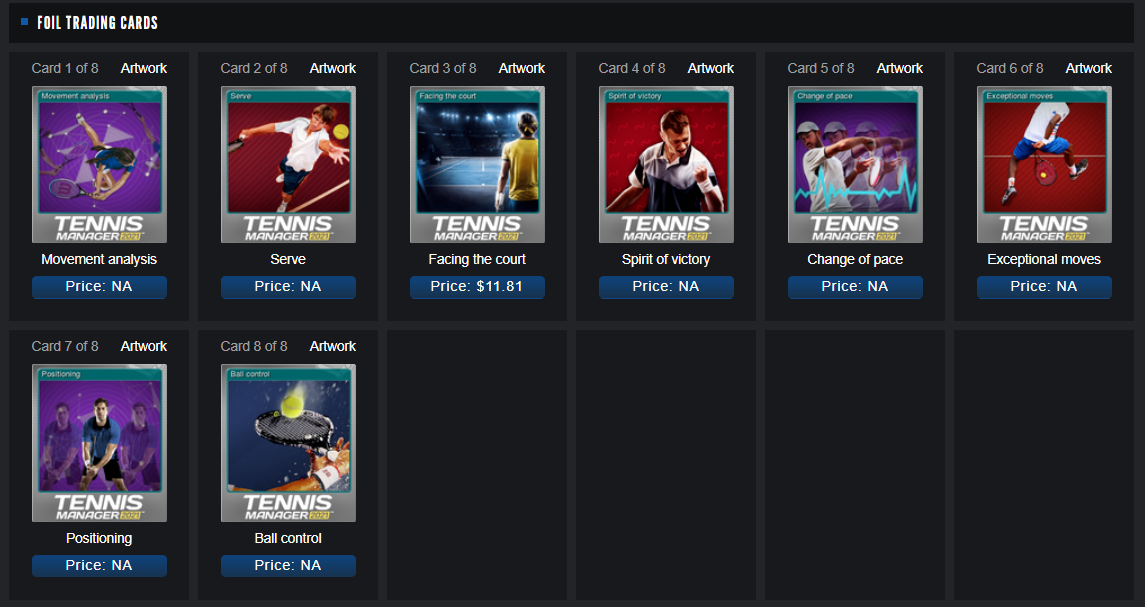 FOIL TRADING CARDS
Card 1 of 8 Artwork
Movement analysis
TENNIS
MANAGER 2021
Movement analysis
Price: NA
Card 2 of 8 Artwork
Serve
TENNIS
MANAGER 2021
Serve
Price: NA
Card 3 of 8 Artwork
Facing the court
TENNIS
MANAGER 2021
Facing the court
Price: $11.81
Card 4 of 8 Artwork
Spirit of victory
TENNIS
MANAGER 2021
Spirit of victory
Price: NA
Card 5 of 8 Artwork
Change of pace
TENNIS
MANAGER 2021
Change of pace
Price: NA
Card 6 of 8 Artwork
Exceptional moves
TENNIS
MANAGER 2021
Exceptional moves
Price: NA
Card 7 of 8 Artwork
Positioning
TENNIS
MANAGER 2021
Positioning
Price: NA
Card 8 of 8 Artwork
Ball control
TENNIS
MANAGER 2021
Ball control
Price: NA